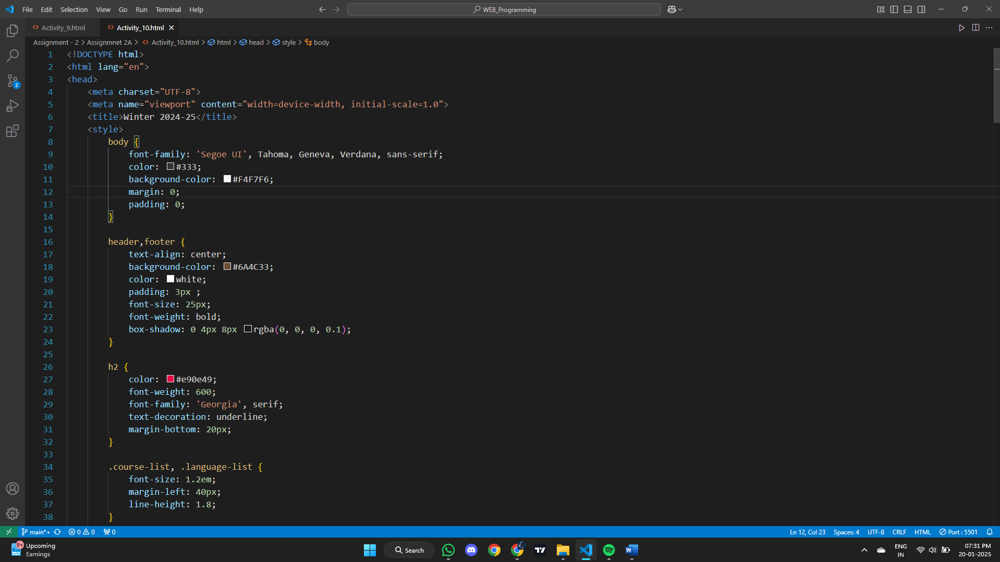 File Edit Selection View Go Run Terminal Help
WEB_Programming
Activity_9.html
Activity_10.html
Assignment - 2 > Assignmnet 2A > Activity_10.html > html > head > style > body
1 <!DOCTYPE html>
2 <html lang="en">
3 <head>
4 <meta charset="UTF-8">
5 <meta name="viewport" content="width=device-width, initial-scale=1.0">
6 <title>Winter 2024-25</title>
7 <style>
8 body {
9 font-family: 'Segoe UI', Tahoma, Geneva, Verdana, sans-serif;
10 color: #333;
11 background-color: #F4F7F6;
12 margin: 0;
13 padding: 0;
14 }
15
16 header,footer {
17 text-align: center;
18 background-color: #6A4C33;
19 color: white;
20 padding: 3px ;
21 font-size: 25px;
22 font-weight: bold;
23 box-shadow: 0 4px 8px rgba(0, 0, 0, 0.1);
24 }
25
26 h2 {
27 color: #e90e49;
28 font-weight: 600;
29 font-family: 'Georgia', serif;
30 text-decoration: underline;
31 margin-bottom: 20px;
32 }
33
34 .course-list, .language-list {
35 font-size: 1.2em;
36 margin-left: 40px;
37 line-height: 1.8;
38 }
2
main*+ 0 0 0
Ln 12, Col 23 Spaces: 4 UTF-8 CRLF HTML Port : 5501
9+
Upcoming
Earnings
Search
ENG
IN
07:31 PM
20-01-2025